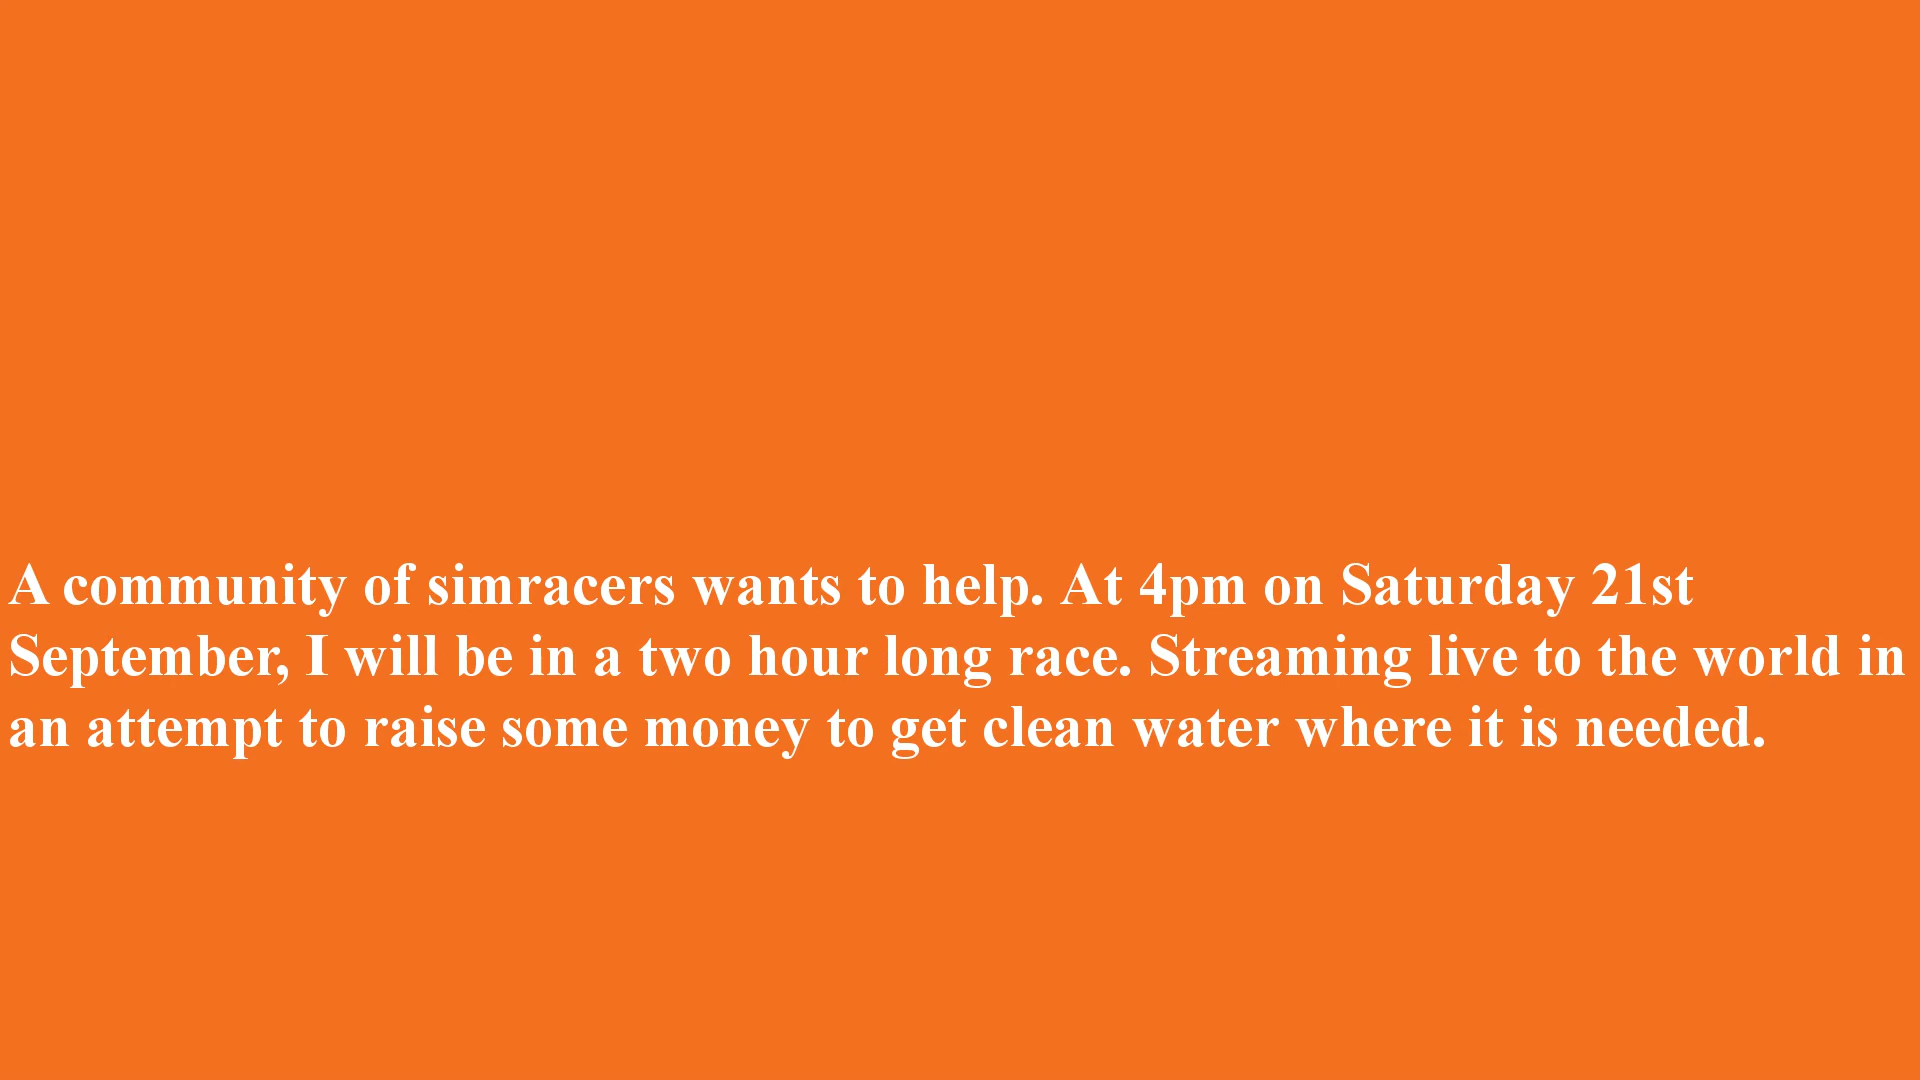 A community of simracers wants to help. At 4pm on Saturday 21st
September, I will be in a two hour long race. Streaming live to the world in
an attempt to raise some money to get clean water where it is needed.